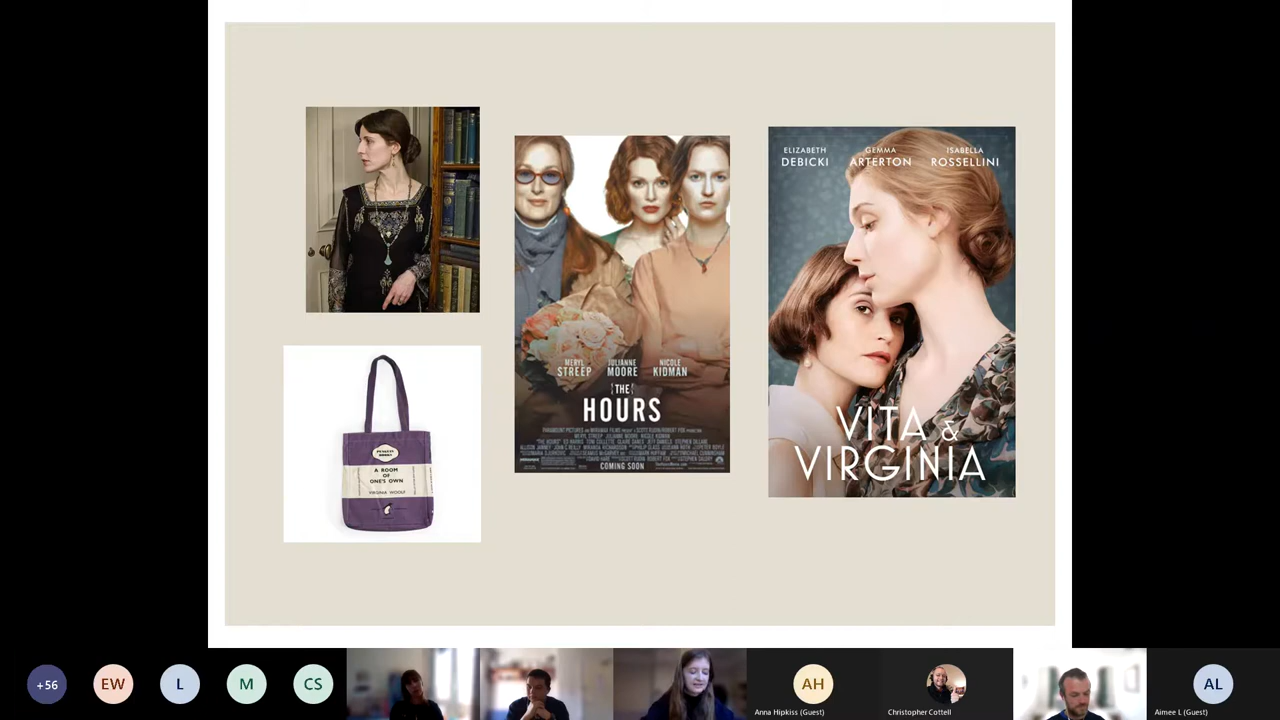 PENGUIN
BOOKS
A ROOM
OF
ONE'S OWN
VIRGINIA WOOLF
MERYL JULIANNE NICOLE
STREEP MOORE KIDMAN
THE
HOURS
COMING SOON
ELIZABETH GEMMA ISABELLA
DEBICKI ARTERTON ROSSELLINI
VITA &
VIRGINIA
+56
EW
L
M
CS
AH
Anna Hipkiss (Guest)
Christopher Cottell
AL
Aimee L (Guest)